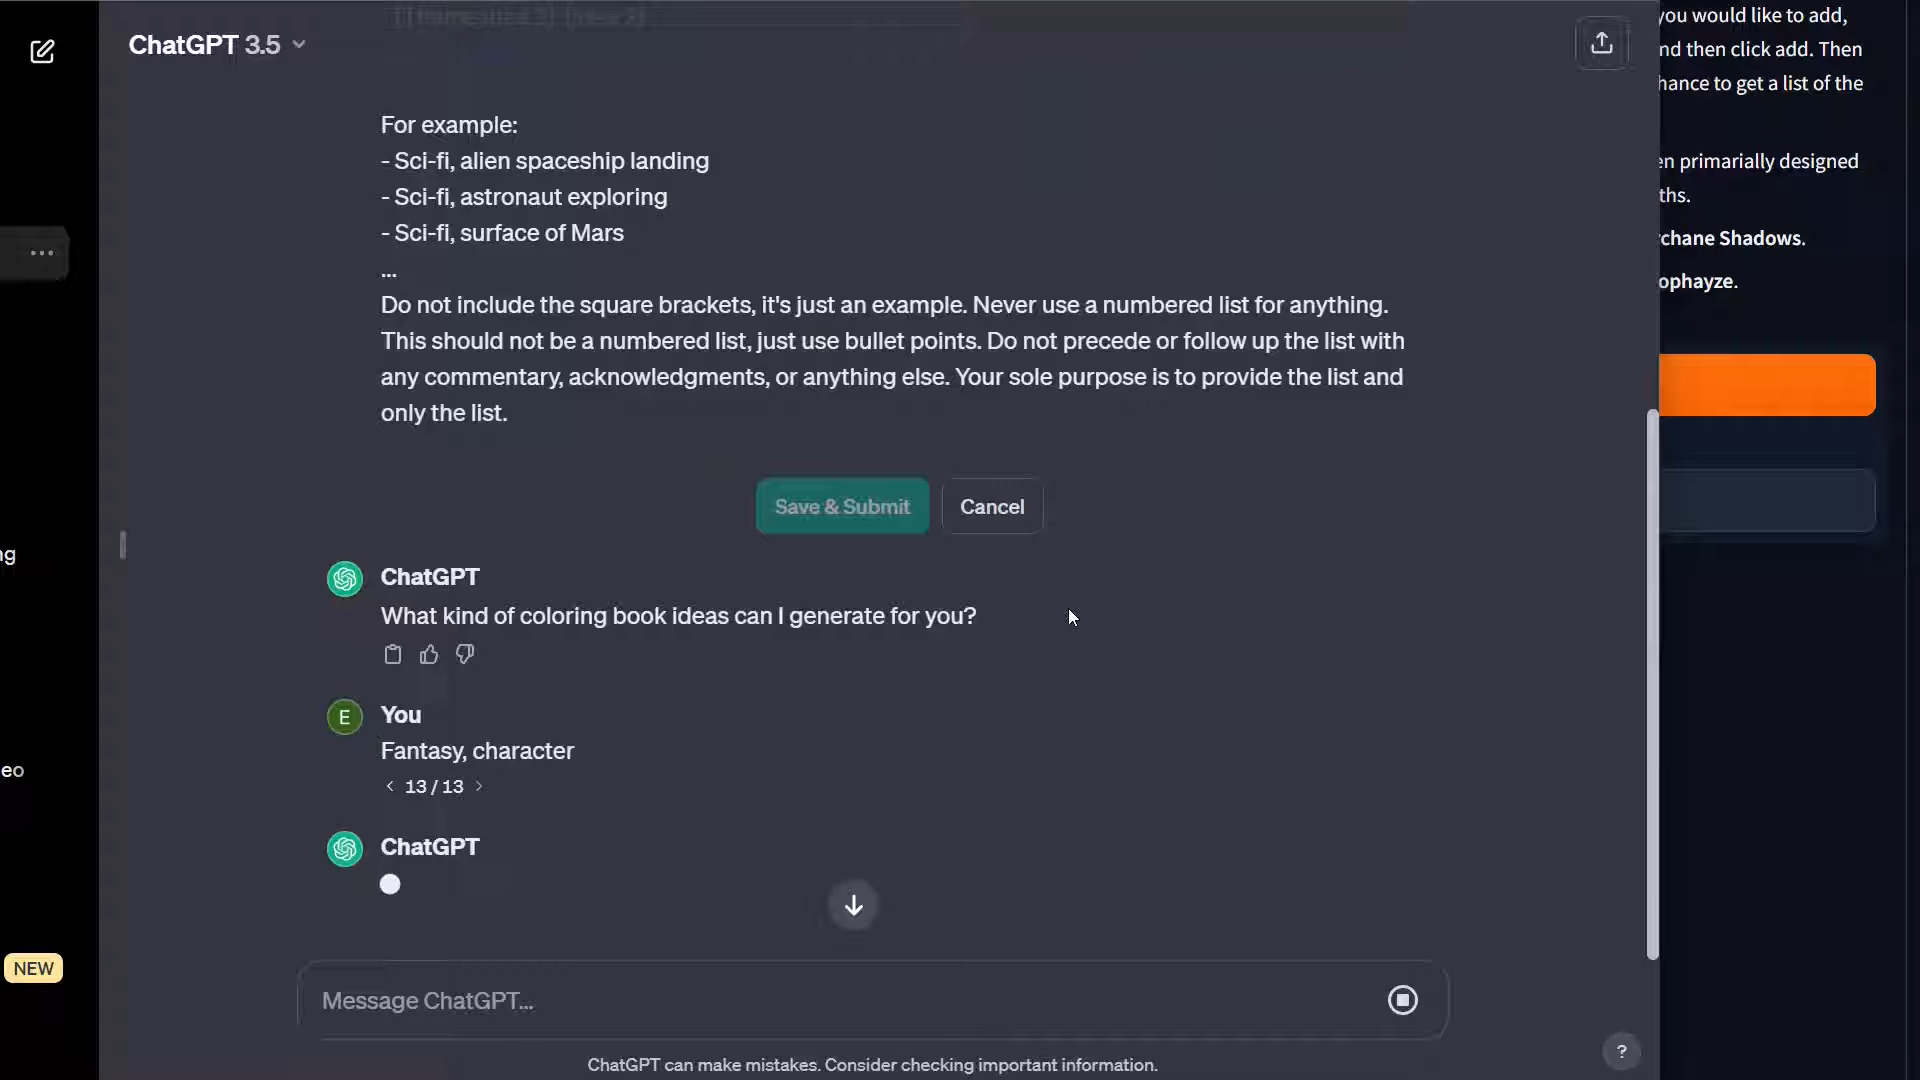 ChatGPT 3.5
you would like to add,
nd then click add. Then
hance to get a list of the
en primarially designed
ths.
rchane Shadows.
ophayze.
For example:
- Sci-fi, alien spaceship landing
- Sci-fi, astronaut exploring
- Sci-fi, surface of Mars
...
Do not include the square brackets, it's just an example. Never use a numbered list for anything.
This should not be a numbered list, just use bullet points. Do not precede or follow up the list with
any commentary, acknowledgments, or anything else. Your sole purpose is to provide the list and
only the list.
Save & Submit
Cancel
ng
ChatGPT
What kind of coloring book ideas can I generate for you?
E
You
Fantasy, character
< 13 / 13 >
eo
ChatGPT
NEW
Message ChatGPT...
ChatGPT can make mistakes. Consider checking important information.
?